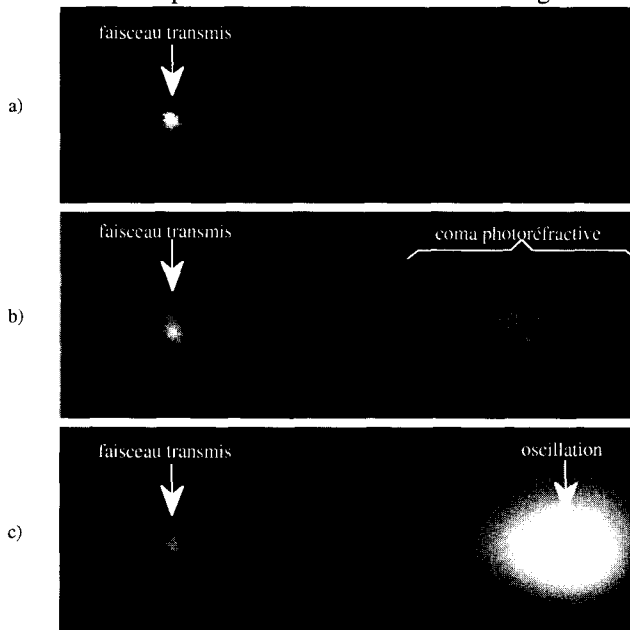 faisceau transmis
a)
faisceau transmis
coma photoréfractive
b)
faisceau transmis
oscillation
c)